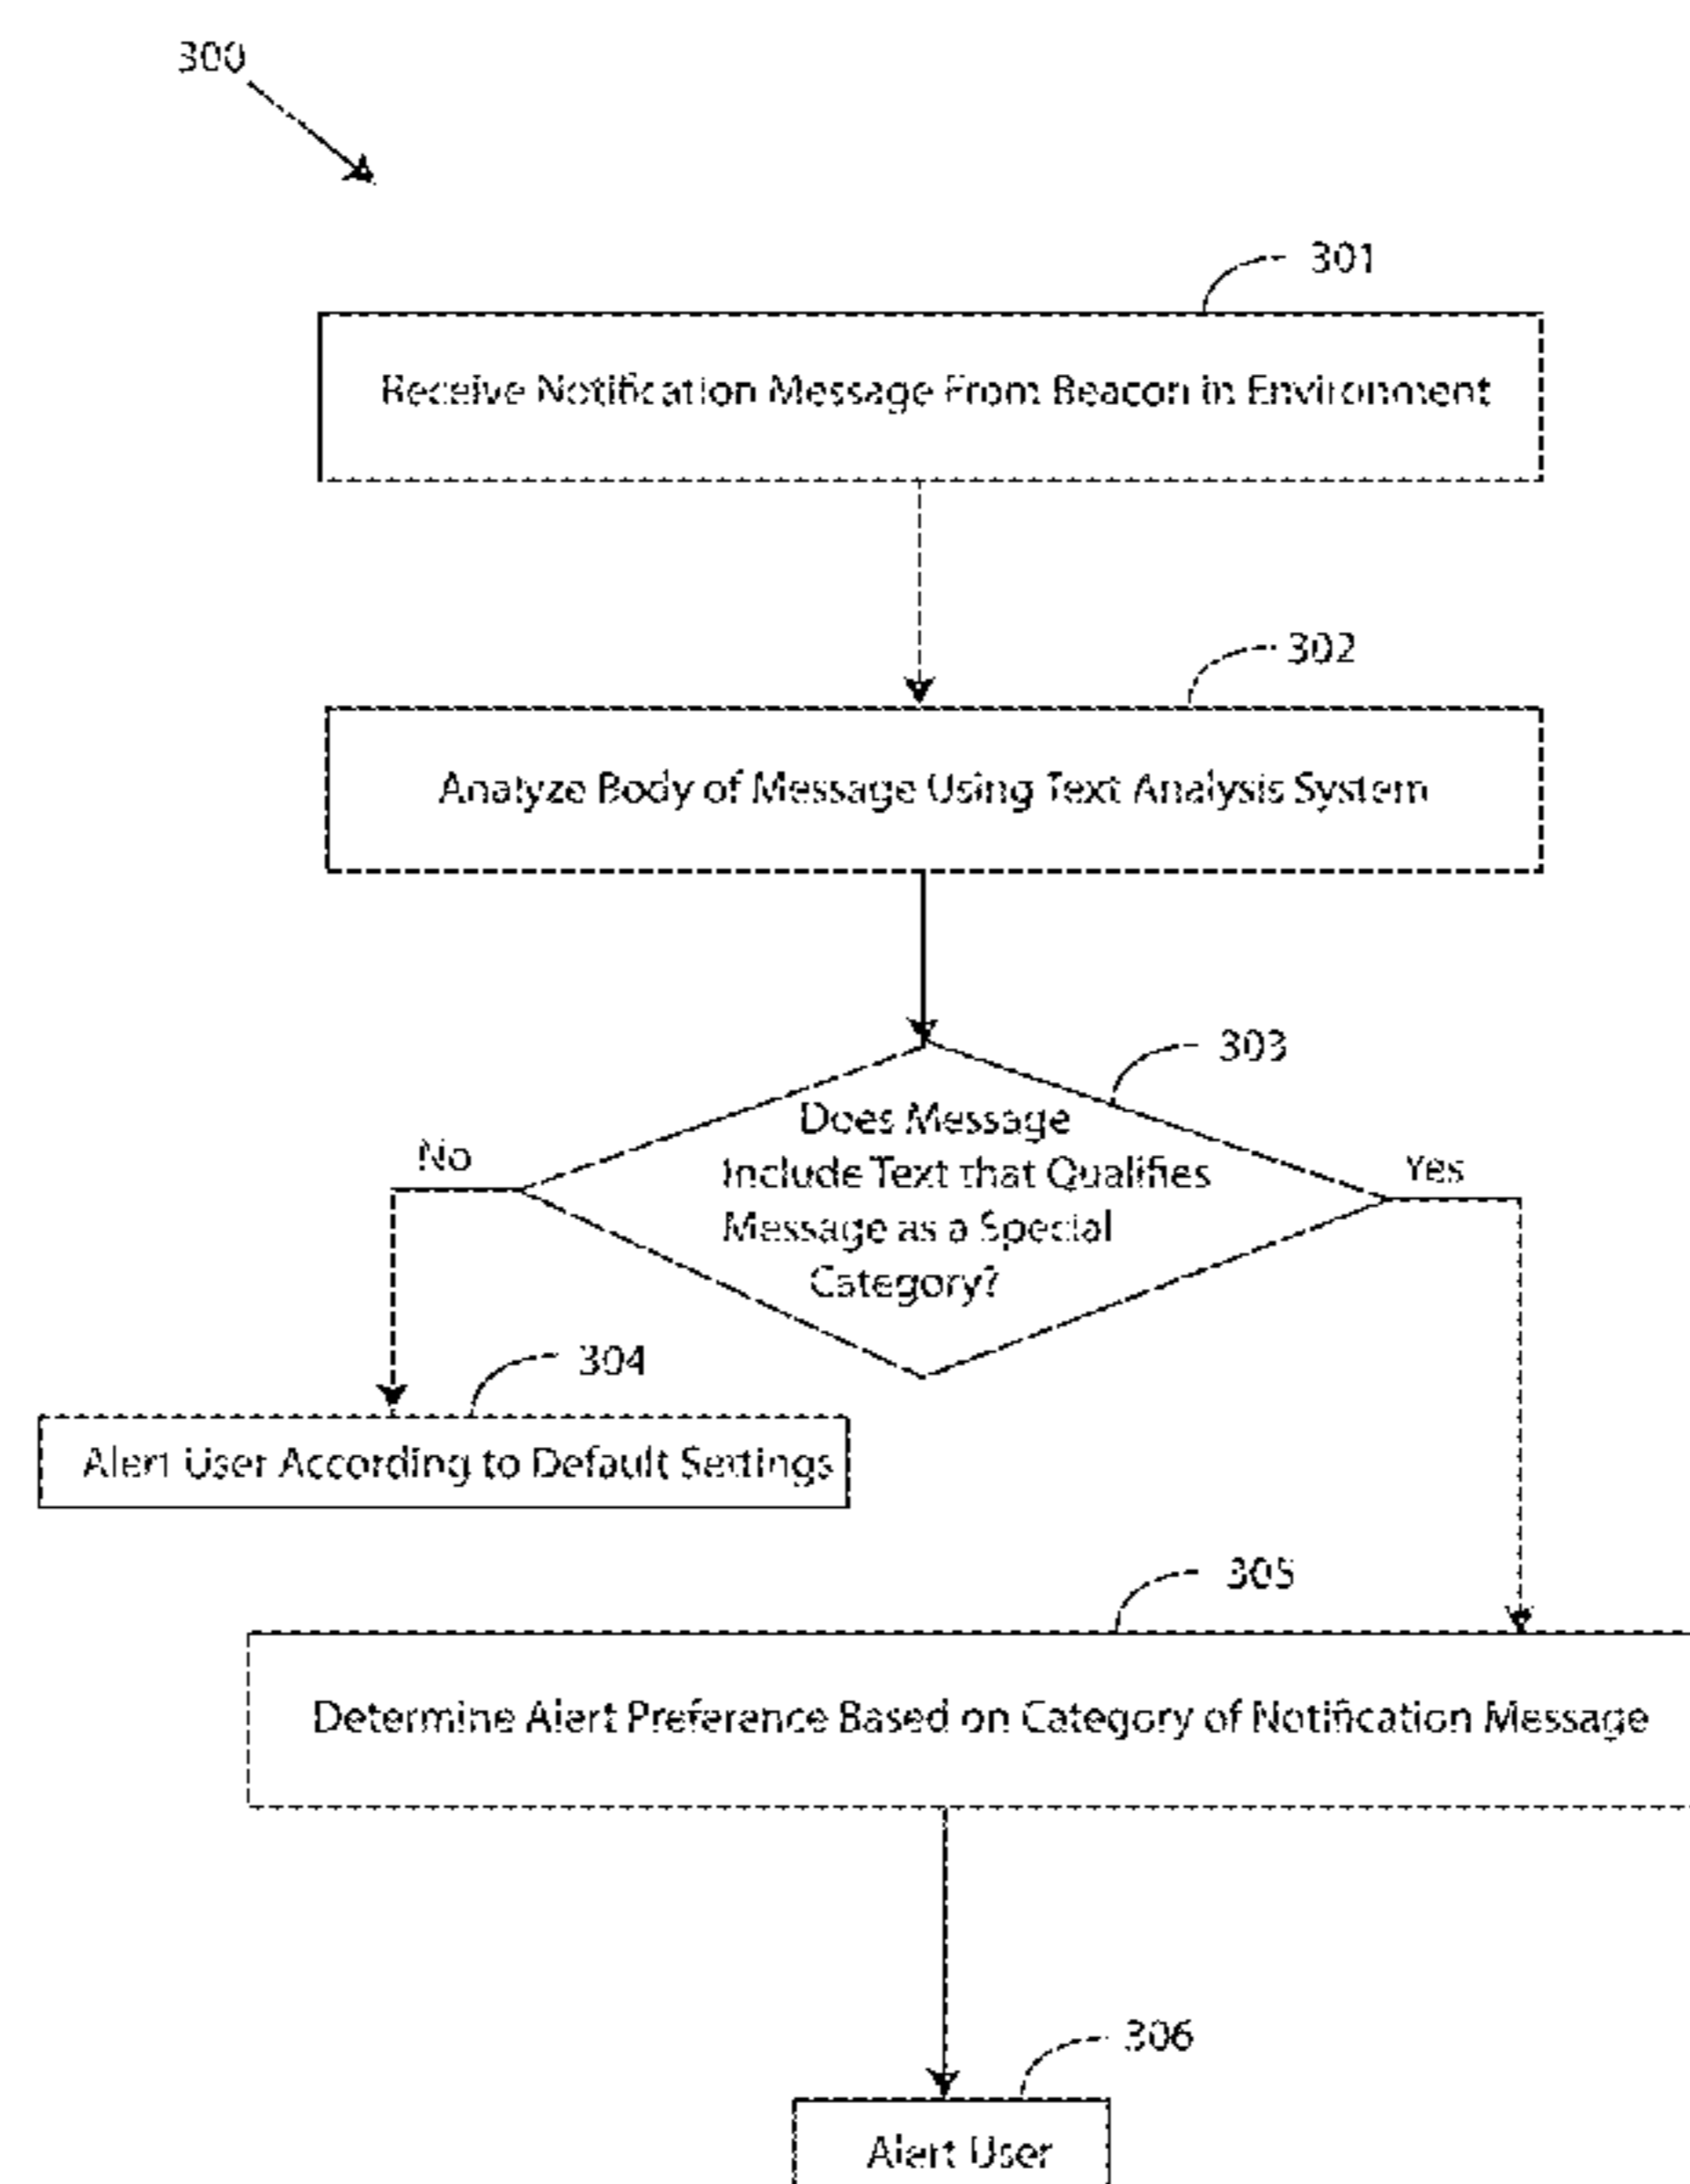 300
301
Receive Notification Message From Beacon in Environment
302
Analyze Body of Message Using Text Analysis System
303
Does Message
Include Text that Qualifies
Message as a Special
Category?
No
Yes
304
Alert User According to Default Settings
305
Determine Alert Preference Based on Category of Notification Message
306
Alert User